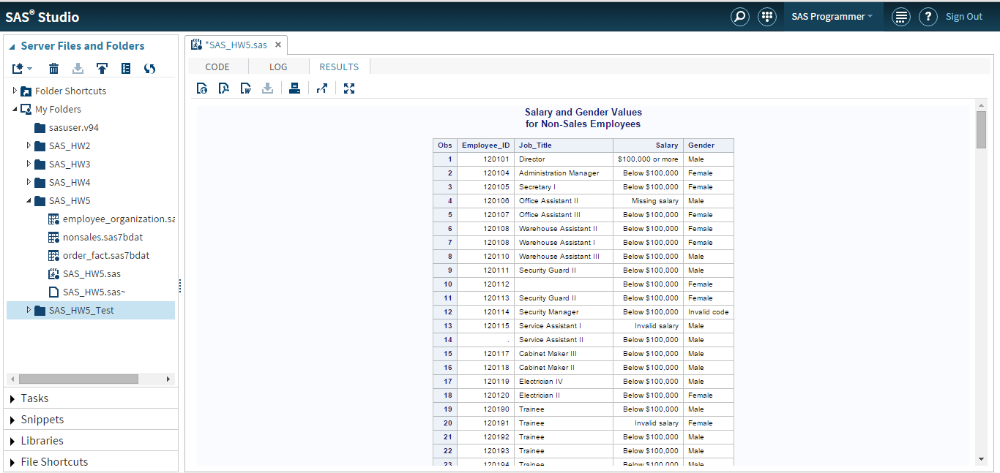 SAS® Studio
SAS Programmer
?
Sign Out
Server Files and Folders
Folder Shortcuts
My Folders
sasuser.v94
SAS_HW2
SAS_HW3
SAS_HW4
SAS_HW5
employee_organization.sa
nonsales.sas7bdat
order_fact.sas7bdat
SAS_HW5.sas
SAS_HW5.sas~
SAS_HW5_Test
Tasks
Snippets
Libraries
File Shortcuts
*SAS_HW5.sas
CODE LOG RESULTS
Salary and Gender Values
for Non-Sales Employees
Obs Employee_ID Job_Title Salary Gender
1 120101 Director $100,000 or more Male
2 120104 Administration Manager Below $100,000 Female
3 120105 Secretary I Below $100,000 Female
4 120106 Office Assistant II Missing salary Male
5 120107 Office Assistant III Below $100,000 Female
6 120108 Warehouse Assistant II Below $100,000 Female
7 120108 Warehouse Assistant I Below $100,000 Female
8 120110 Warehouse Assistant III Below $100,000 Male
9 120111 Security Guard II Below $100,000 Male
10 120112 Below $100,000 Female
11 120113 Security Guard II Below $100,000 Female
12 120114 Security Manager Below $100,000 Invalid code
13 120115 Service Assistant I Invalid salary Male
14 . Service Assistant II Below $100,000 Male
15 120117 Cabinet Maker III Below $100,000 Male
16 120118 Cabinet Maker II Below $100,000 Male
17 120119 Electrician IV Below $100,000 Male
18 120120 Electrician II Below $100,000 Female
19 120190 Trainee Below $100,000 Male
20 120191 Trainee Invalid salary Female
21 120192 Trainee Below $100,000 Male
22 120193 Trainee Below $100,000 Male
23 120194 Trainee Below $100,000 Male